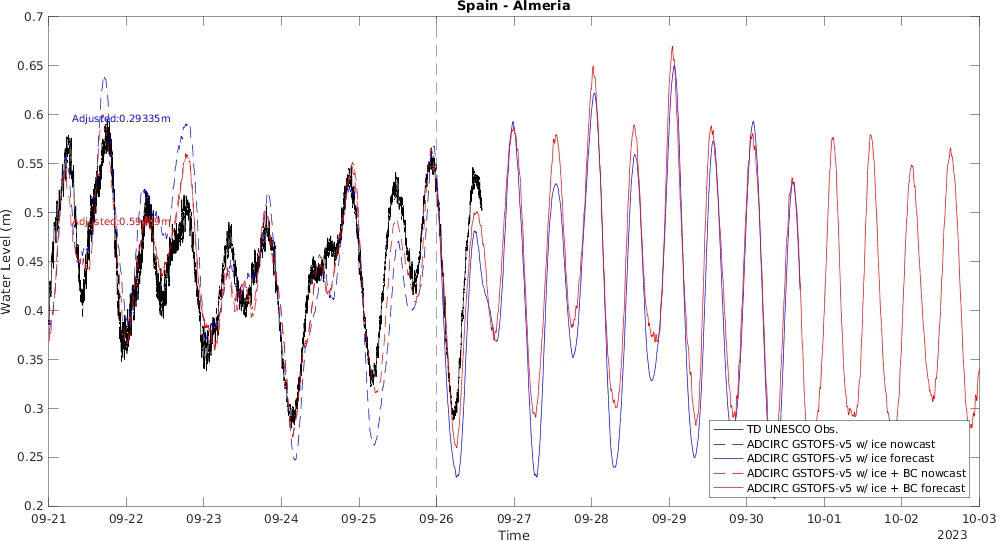 Spain - Almeria
0.7
0.65
0.6
0.55
0.5
0.45
0.4
0.35
0.3
0.25
0.2
Water Level (m)
Adjusted:0.29335m
TD UNESCO Obs.
ADCIRC GSTOFS-v5 w/ ice nowcast
ADCIRC GSTOFS-v5 w/ ice forecast
ADCIRC GSTOFS-v5 w/ ice + BC nowcast
ADCIRC GSTOFS-v5 w/ ice + BC forecast
09-21 09-22 09-23 09-24 09-25 09-26 09-27 09-28 09-29 09-30 10-01 10-02 10-03
Time
2023